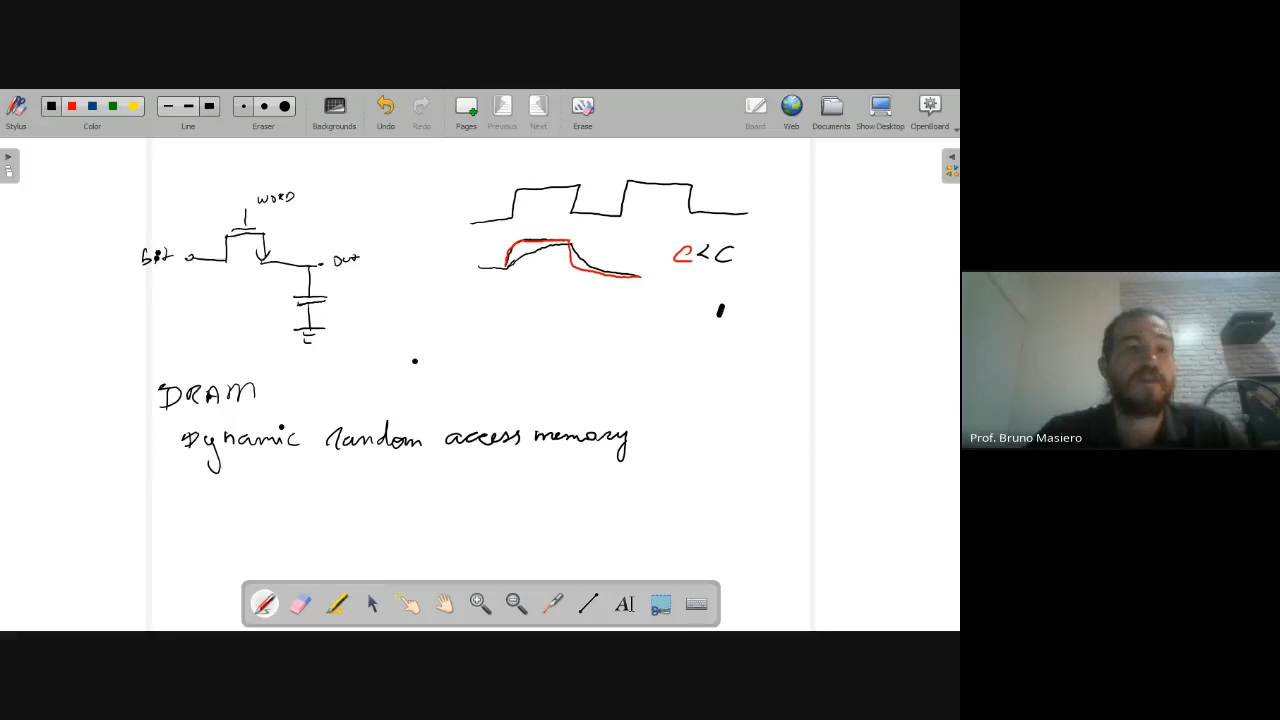 Stylus
Color
Line
Eraser
Backgrounds
Undo
Redo
Pages
Previous
Next
Erase
Board
Web
Documents
Show Desktop
OpenBoard
WORD
bit
OUT
C < C
DRAM
Dynamic random access memory
AI
Prof. Bruno Masiero